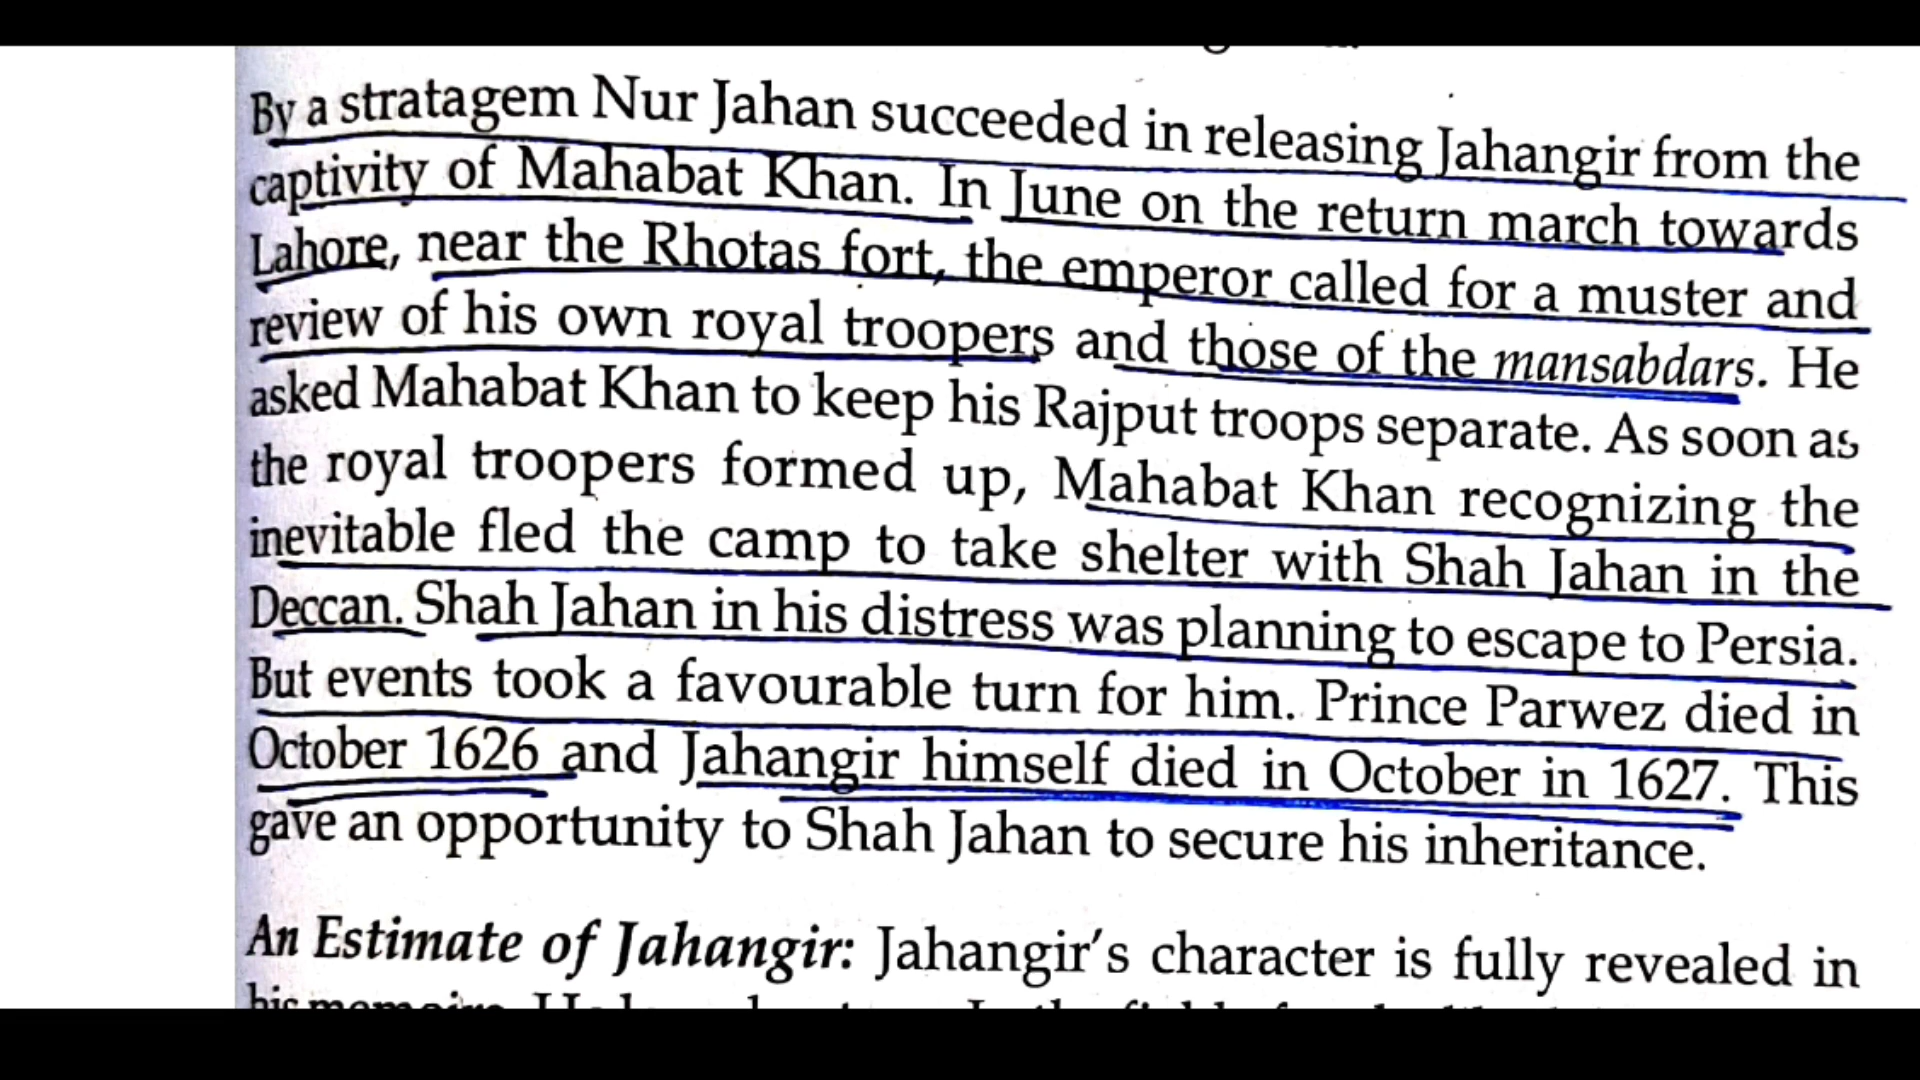 By a stratagem Nur Jahan succeeded in releasing Jahangir from the
captivity of Mahabat Khan. In June on the return march towards
Lahore, near the Rhotas fort, the emperor called for a muster and
review of his own royal troopers and those of the mansabdars. He
asked Mahabat Khan to keep his Rajput troops separate. As soon as
the royal troopers formed up, Mahabat Khan recognizing the
inevitable fled the camp to take shelter with Shah Jahan in the
Deccan. Shah Jahan in his distress was planning to escape to Persia.
But events took a favourable turn for him. Prince Parwez died in
October 1626 and Jahangir himself died in October in 1627. This
gave an opportunity to Shah Jahan to secure his inheritance.
An Estimate of Jahangir: Jahangir's character is fully revealed in
his memoirs.